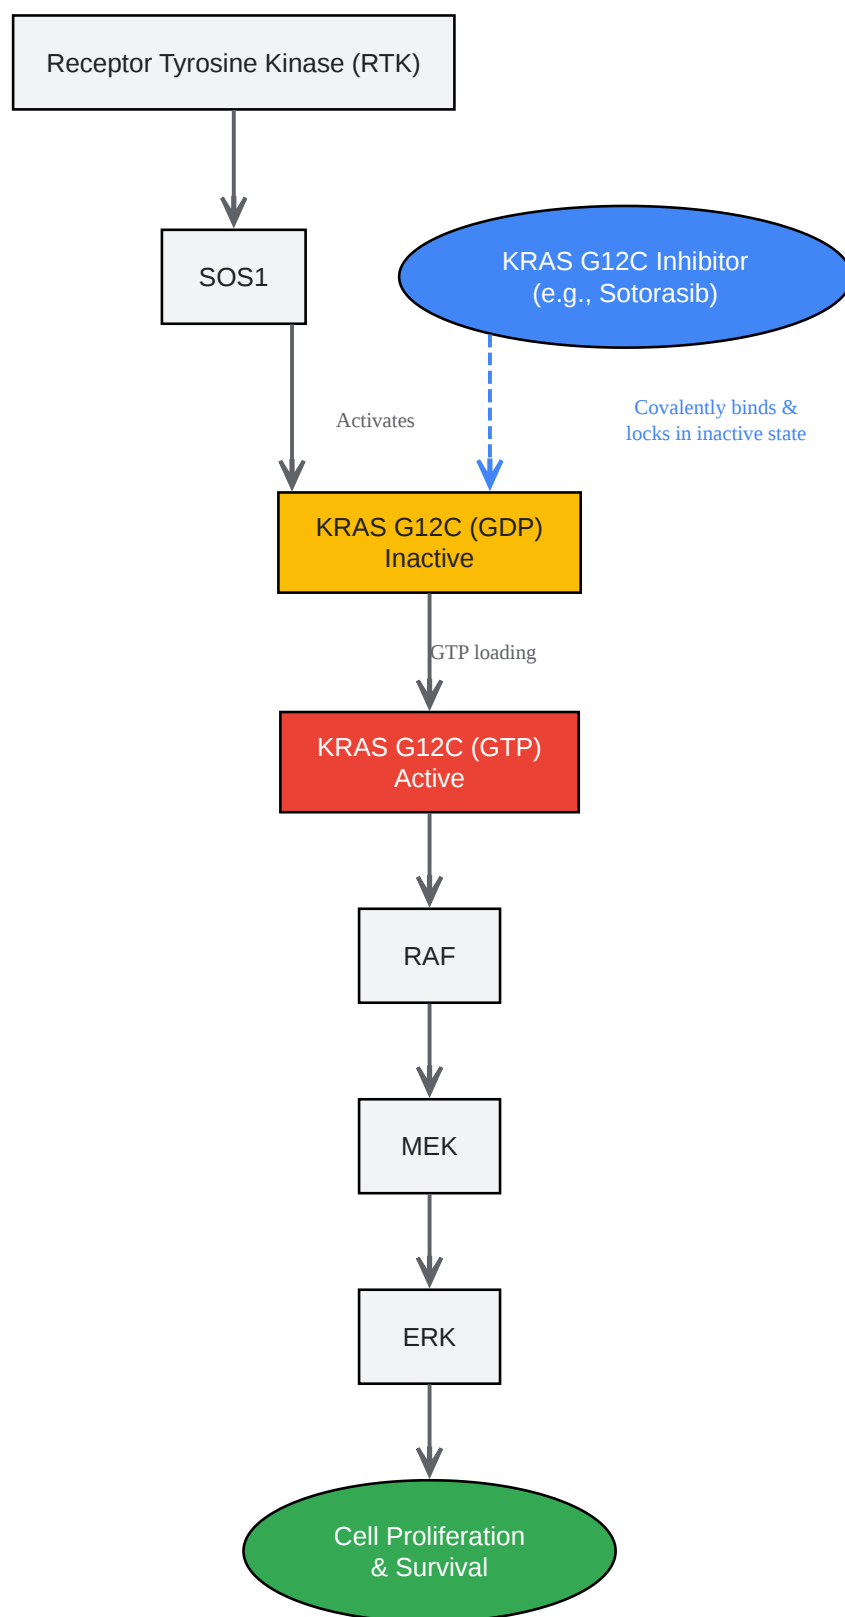 Receptor Tyrosine Kinase (RTK)
SOS1
KRAS G12C Inhibitor
(e.g., Sotorasib)
Activates
Covalently binds &
locks in inactive state
KRAS G12C (GDP)
Inactive
GTP loading
KRAS G12C (GTP)
Active
RAF
MEK
ERK
Cell Proliferation
& Survival